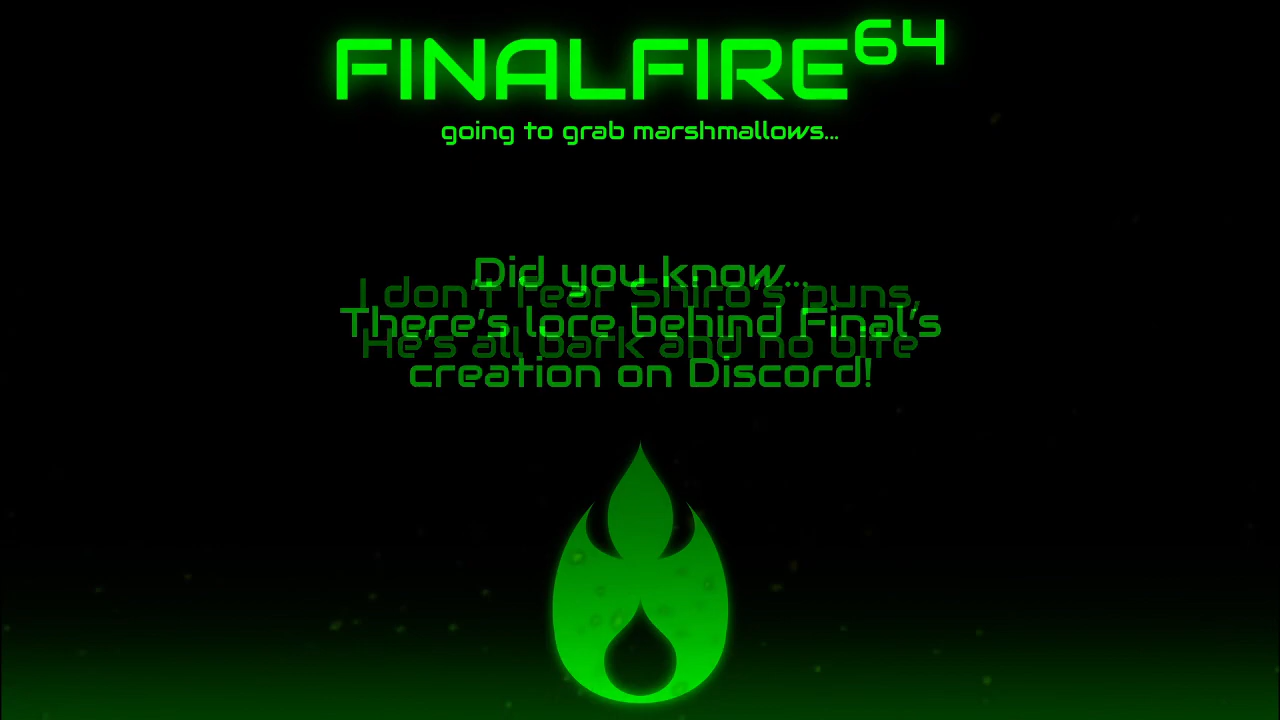 FINALFIRE64
going to grab marshmallows...
Did you know...
I don't fear Shiro's puns,
There's lore behind Final's
He's all bark and no bite
creation on Discord!